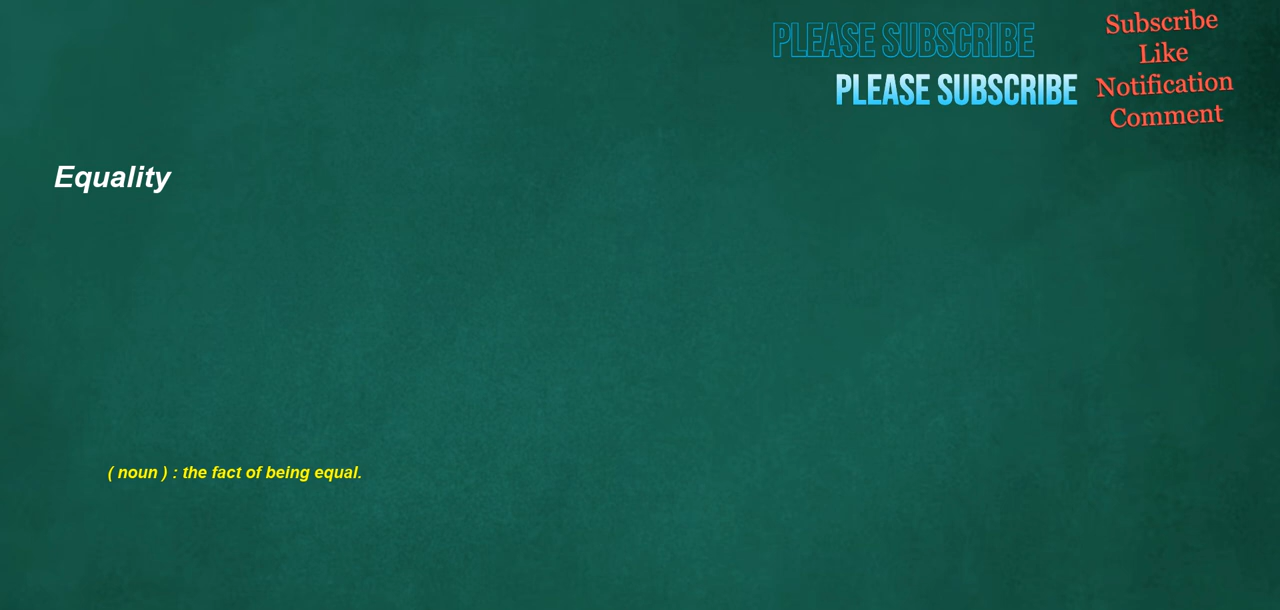 PLEASE SUBSCRIBE
PLEASE SUBSCRIBE
Subscribe
Like
Notification
Comment
Equality
( noun ) : the fact of being equal.